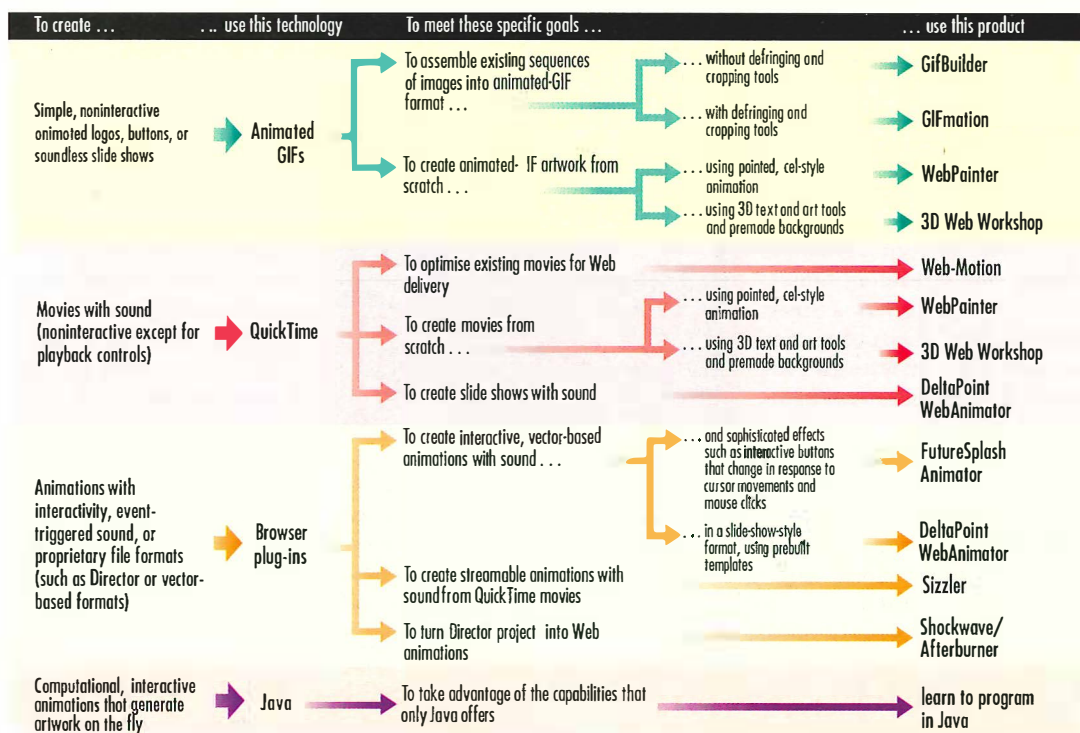 To create ...
... use this technology
To meet these specific goals ...
... use this product
Simple, noninteractive
onimoted logos, buttons, or
soundless slide shows
Animated
GIFs
To assemble existing sequences
of images into animated-GIF
farmat ...
... without defringing and
cropping tools
GifBuilder
... with defringing and
cropping tools
GIFmation
To create animated- IF artwork from
scratch ...
... using pointed, cel-style
animation
WebPainter
... using 3D text and art tools
and premade backgrounds
3D Web Workshop
Movies with sound
(noninteractive except for
playback controls)
QuickTime
To optimise existing movies for Web
delivery
Web-Motion
To create movies from
scratch ...
... using pointed, cel-style
animation
WebPainter
... using 3D text and art tools
and premade backgrounds
3D Web Workshop
To create slide shows with sound
DeltaPoint
WebAnimator
Animations with
interactivity, event-
triggered sound, or
proprietary file formats
(such as Director or vector-
based formats)
Browser
plug-ins
To create interactive, vector-based
animations with sound ...
... and sophisticated effects
such as interactive buttons
that change in response to
cursor movements and
mouse clicks
FutureSplash
Animator
... in a slide-show-style
format, using prebuilt
templates
DeltaPoint
WebAnimator
To create streamable animations with
sound from QuickTime movies
Sizzler
To turn Director project into Web
animations
Shockwave/
Afterburner
Computational, interactive
animations that generate
artwork on the fly
Java
To take advantage of the capabilities that
only Java offers
learn to program
in Java